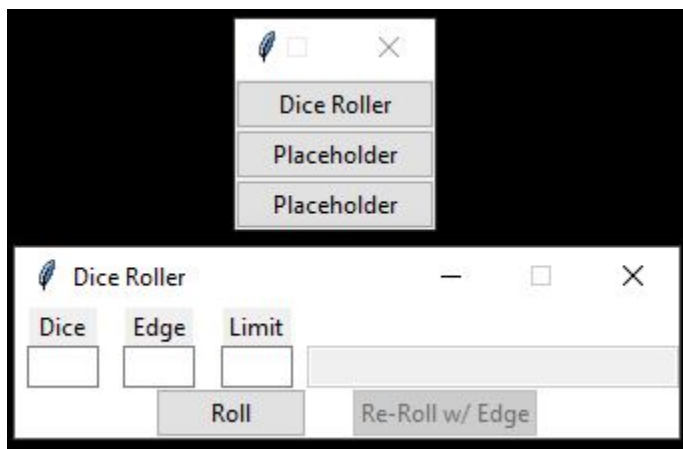 Dice Roller
Placeholder
Placeholder
Dice Roller
Dice Edge Limit
Roll Re-Roll w/ Edge